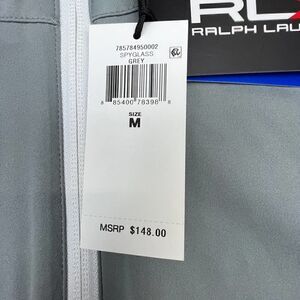 RLX
RALPH LAU
785784950002
SPYGLASS
GREY
8 85400 78398 8
SIZE
M
MSRP $148.00